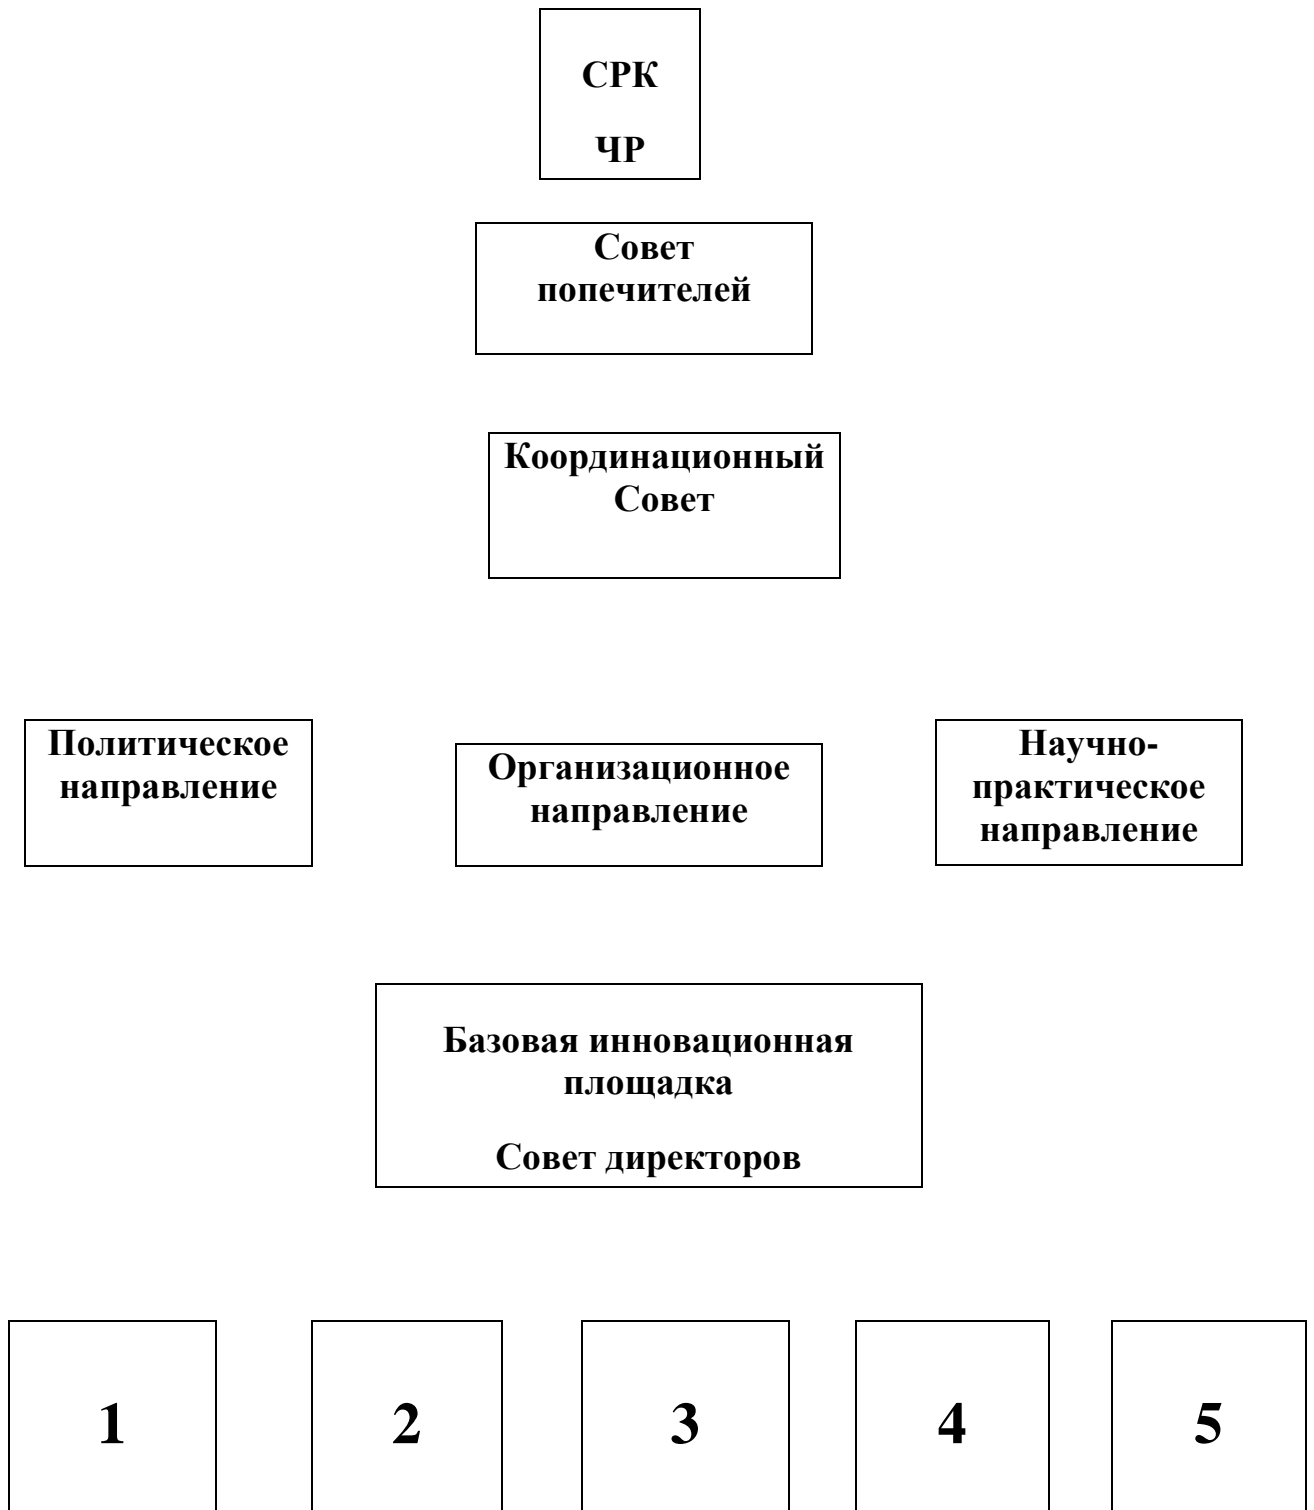 СРК
ЧР
Совет
попечителей
Координационный
Совет
Политическое
направление
Организационное
направление
Научно-
практическое
направление
Базовая инновационная
площадка
Совет директоров
1
2
3
4
5